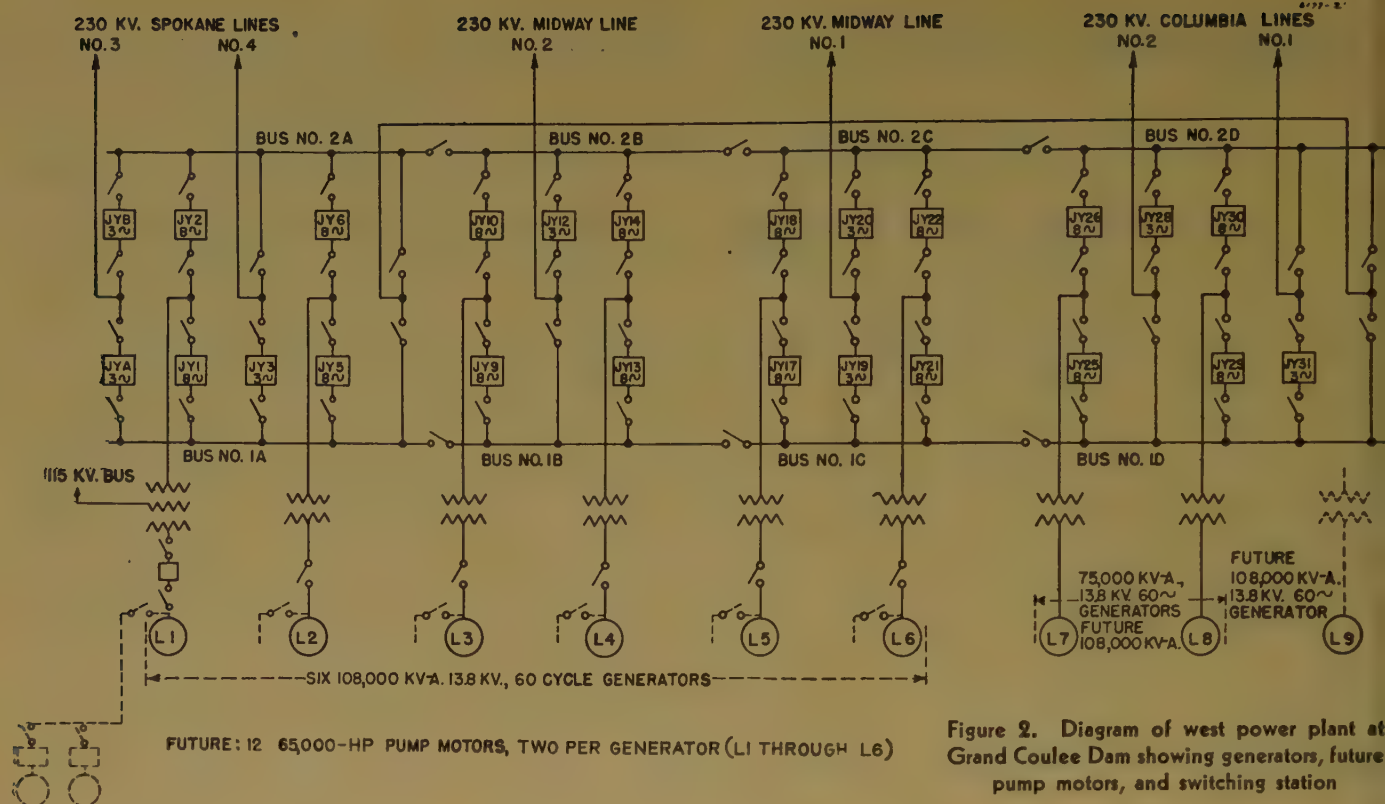 230 KV. SPOKANE LINES
NO. 3
NO. 4
230 KV. MIDWAY LINE
NO. 2
230 KV. MIDWAY LINE
NO. 1
230 KV. COLUMBIA LINES
NO. 2
NO. 1
BUS NO. 2A
BUS NO. 2B
BUS NO. 2C
BUS NO. 2D
JYB 3~
JY2 8~
JY6 8~
JY10 8~
JY12 3~
JY14 8~
JY18 8~
JY20 3~
JY22 8~
JY26 8~
JY28 3~
JY30 8~
JYA 3~
JY1 8~
JY3 3~
JY5 8~
JY9 8~
JY13 8~
JY17 8~
JY19 3~
JY21 8~
JY25 8~
JY29 8~
JY31 3~
BUS NO. 1A
BUS NO. 1B
BUS NO. 1C
BUS NO. 1D
115 KV. BUS
75,000 KV-A.,
13.8 KV. 60~
GENERATORS
FUTURE
108,000 KV-A.
FUTURE
108,000 KV-A.
13.8 KV. 60~
GENERATOR
L1
L2
L3
L4
L5
L6
L7
L8
L9
SIX 108,000 KV-A. 13.8 KV., 60 CYCLE GENERATORS
FUTURE: 12 65,000-HP PUMP MOTORS, TWO PER GENERATOR (L1 THROUGH L6)
Figure 2. Diagram of west power plant at
Grand Coulee Dam showing generators, future
pump motors, and switching station